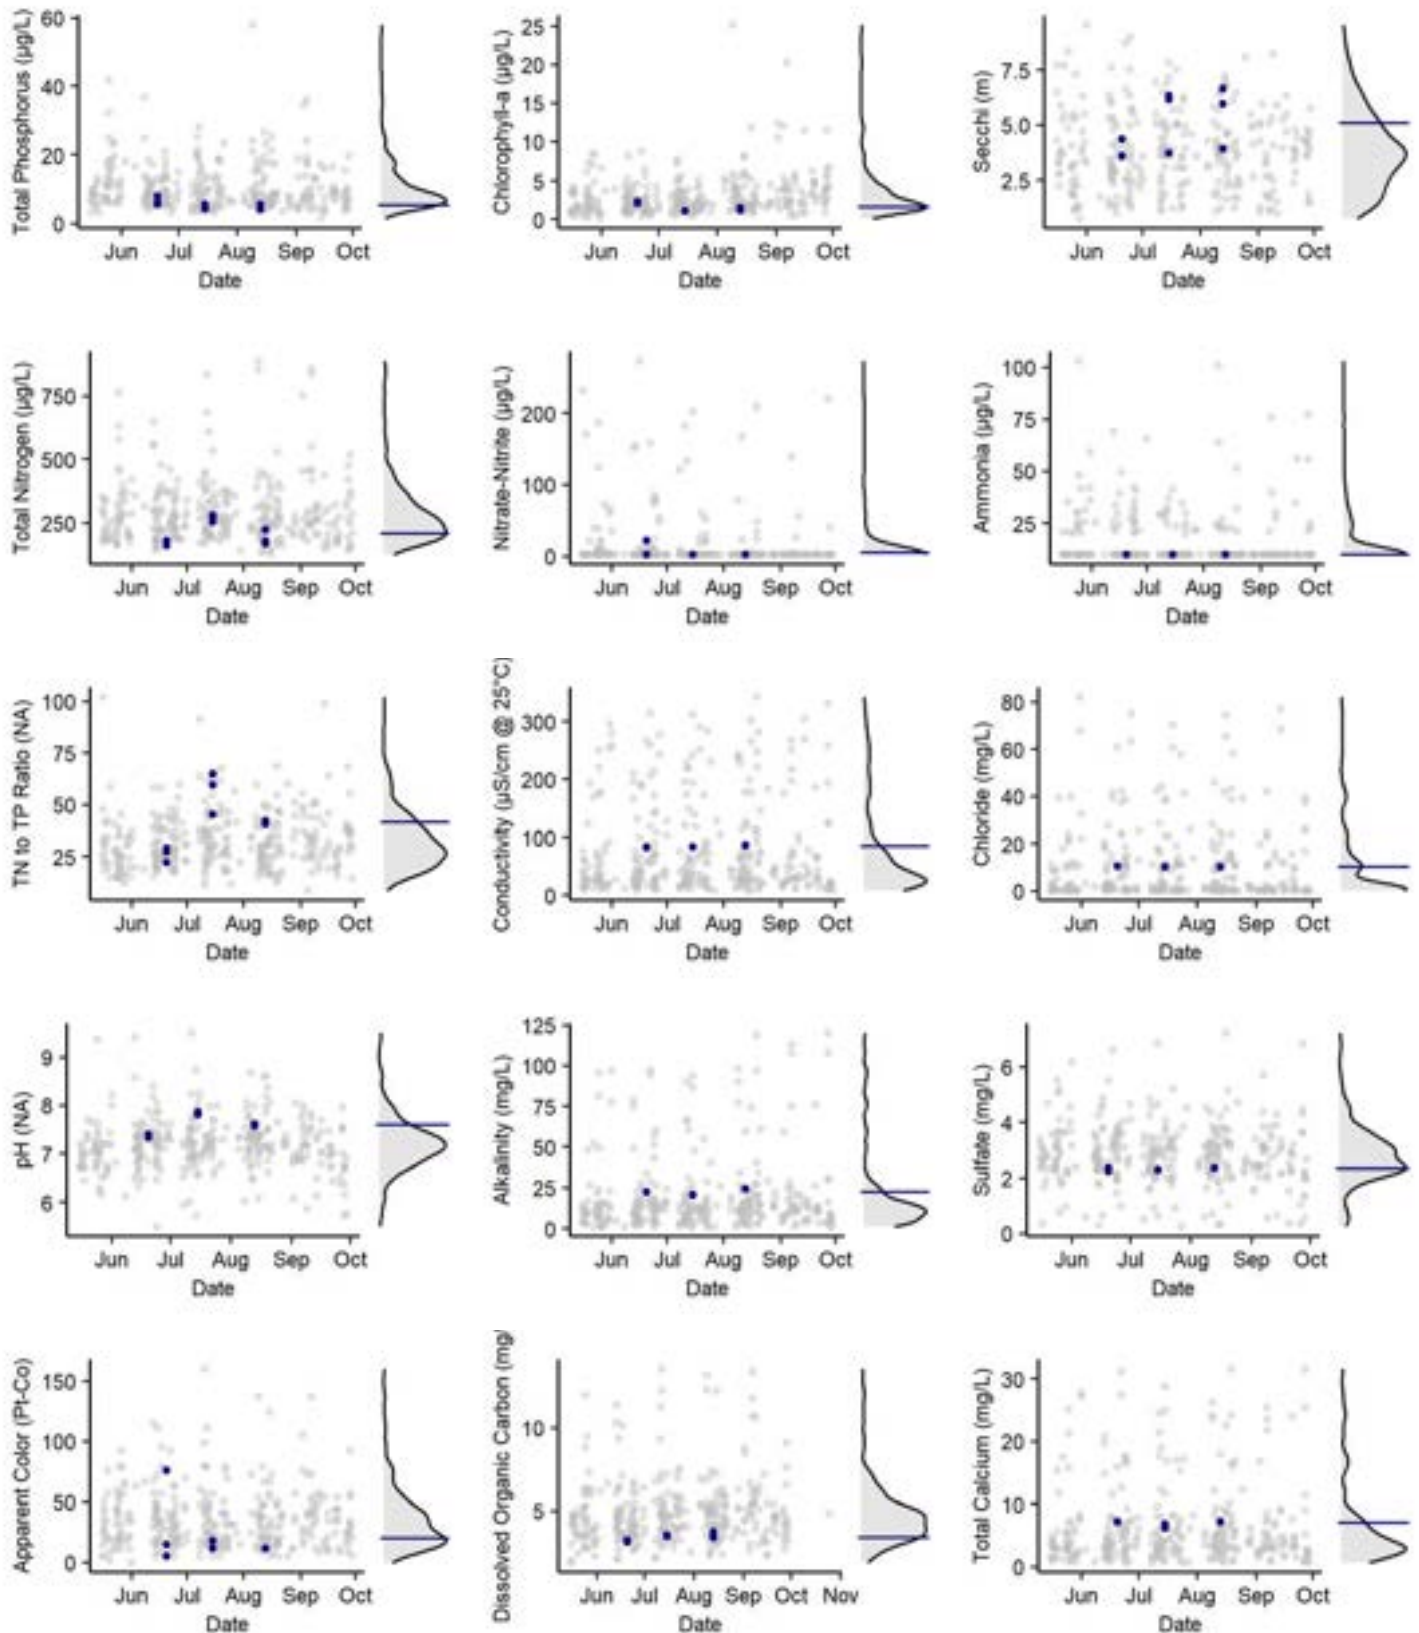 Total Phosphorus (µg/L)
60
40
20
0
Jun Jul Aug Sep Oct
Date
Chlorophyll-a (µg/L)
25
20
15
10
5
0
Jun Jul Aug Sep Oct
Date
Secchi (m)
7.5
5.0
2.5
Jun Jul Aug Sep Oct
Date
Total Nitrogen (µg/L)
750
500
250
Jun Jul Aug Sep Oct
Date
Nitrate-Nitrite (µg/L)
200
100
0
Jun Jul Aug Sep Oct
Date
Ammonia (µg/L)
100
75
50
25
Jun Jul Aug Sep Oct
Date
TN to TP Ratio (NA)
100
75
50
25
Jun Jul Aug Sep Oct
Date
Conductivity (µS/cm @ 25°C)
300
200
100
0
Jun Jul Aug Sep Oct
Date
Chloride (mg/L)
80
60
40
20
0
Jun Jul Aug Sep Oct
Date
pH (NA)
9
8
7
6
Jun Jul Aug Sep Oct
Date
Alkalinity (mg/L)
125
100
75
50
25
0
Jun Jul Aug Sep Oct
Date
Sulfate (mg/L)
6
4
2
0
Jun Jul Aug Sep Oct
Date
Apparent Color (Pt-Co)
150
100
50
0
Jun Jul Aug Sep Oct
Date
Dissolved Organic Carbon (mg/
10
5
Jun Jul Aug Sep Oct Nov
Date
Total Calcium (mg/L)
30
20
10
0
Jun Jul Aug Sep Oct
Date